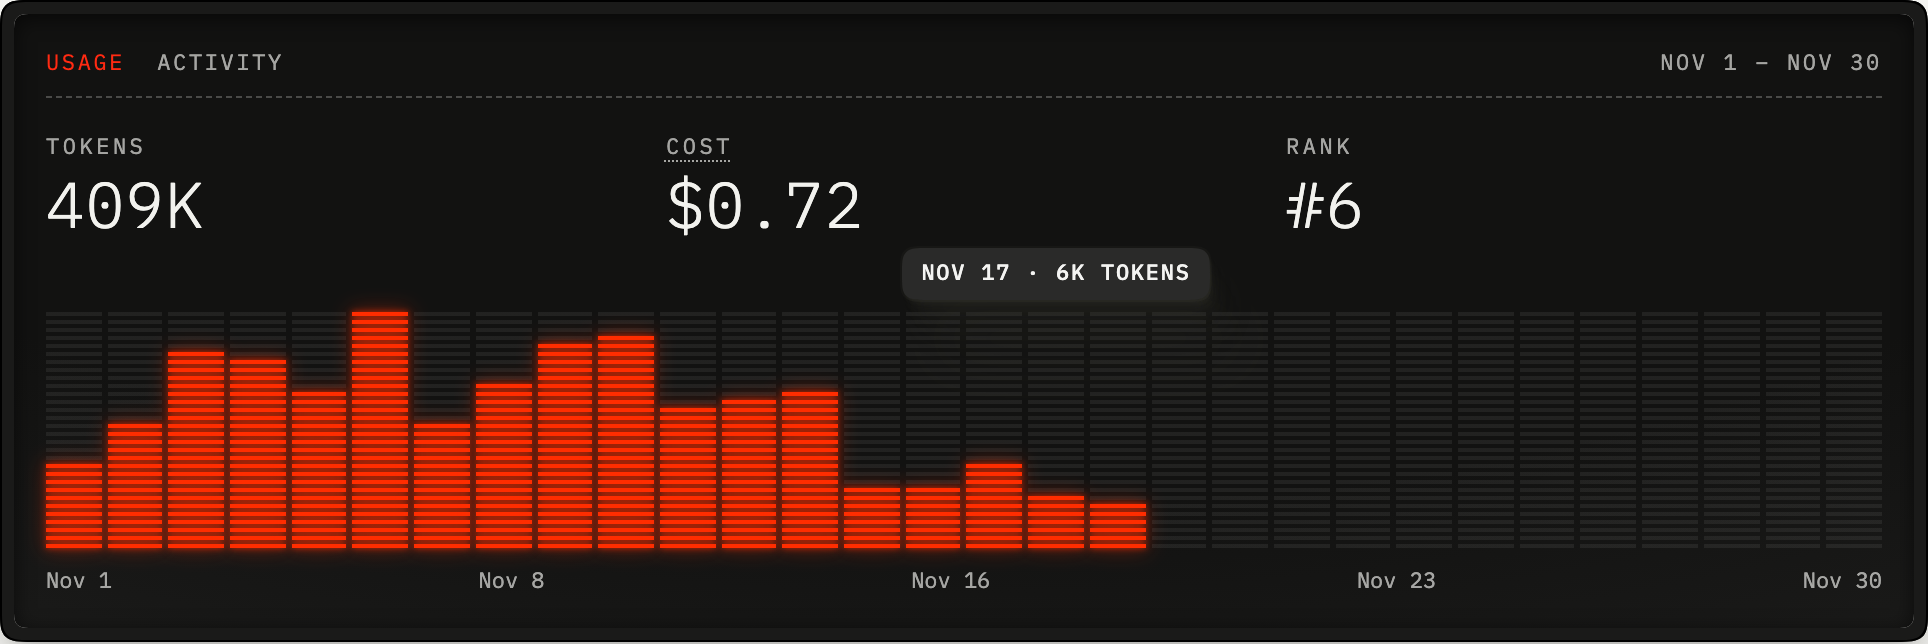 USAGE ACTIVITY NOV 1 – NOV 30
TOKENS COST RANK
409K $0.72 #6
NOV 17 · 6K TOKENS
Nov 1 Nov 8 Nov 16 Nov 23 Nov 30